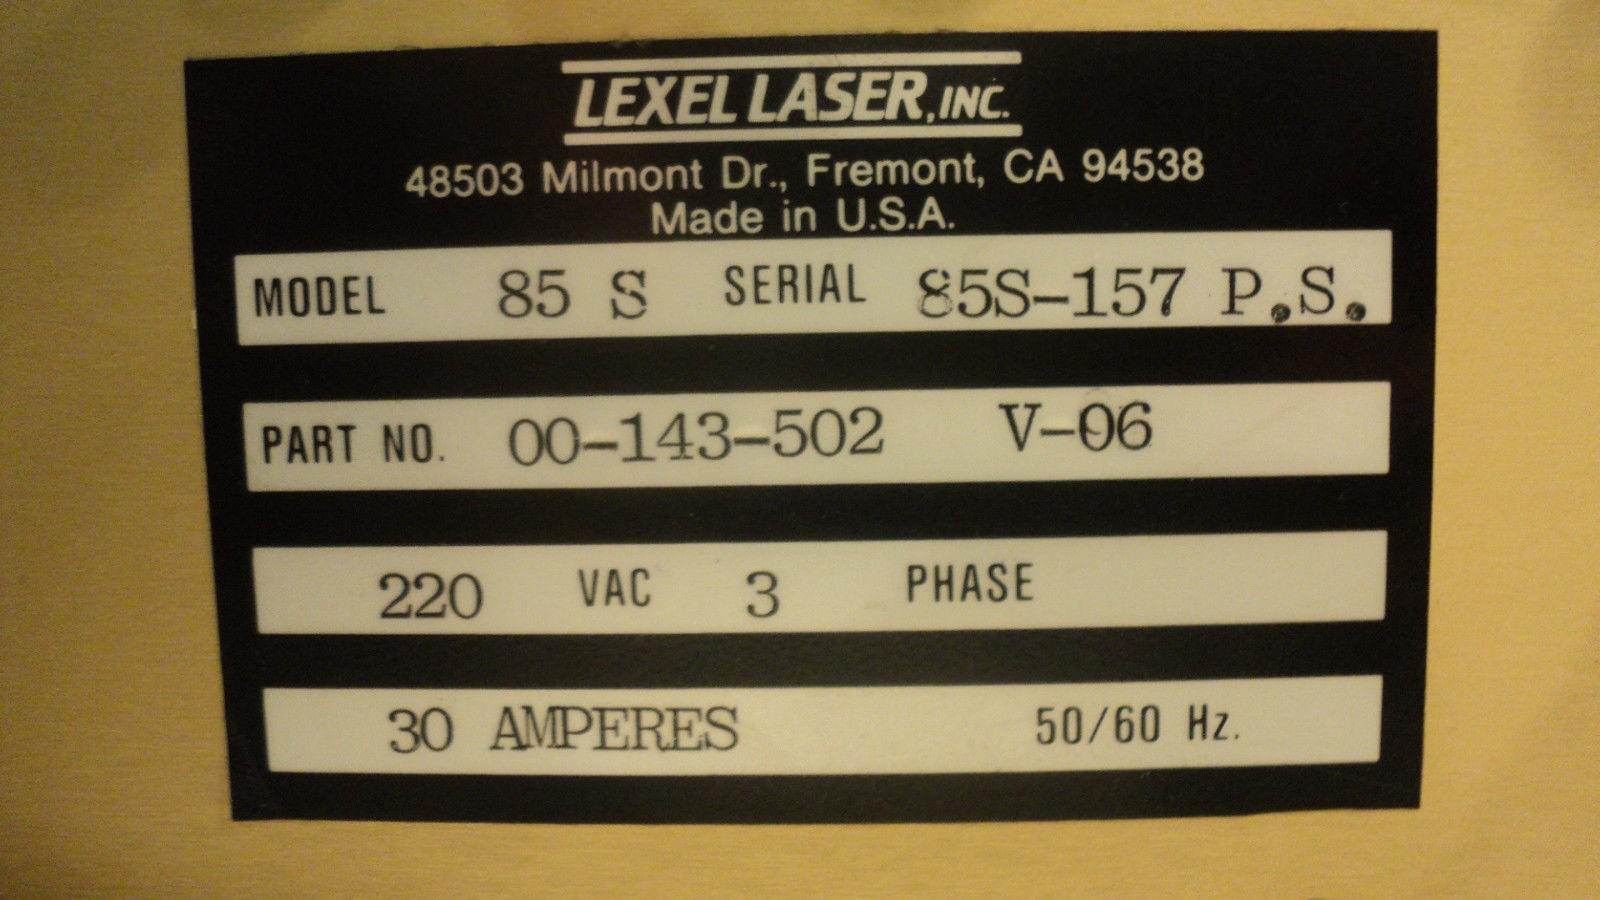 LEXEL LASER, INC.
48503 Milmont Dr., Fremont, CA 94538
Made in U.S.A.
MODEL 85 S SERIAL 85S-157 P.S.
PART NO. 00-143-502 V-06
220 VAC 3 PHASE
30 AMPERES 50/60 Hz.